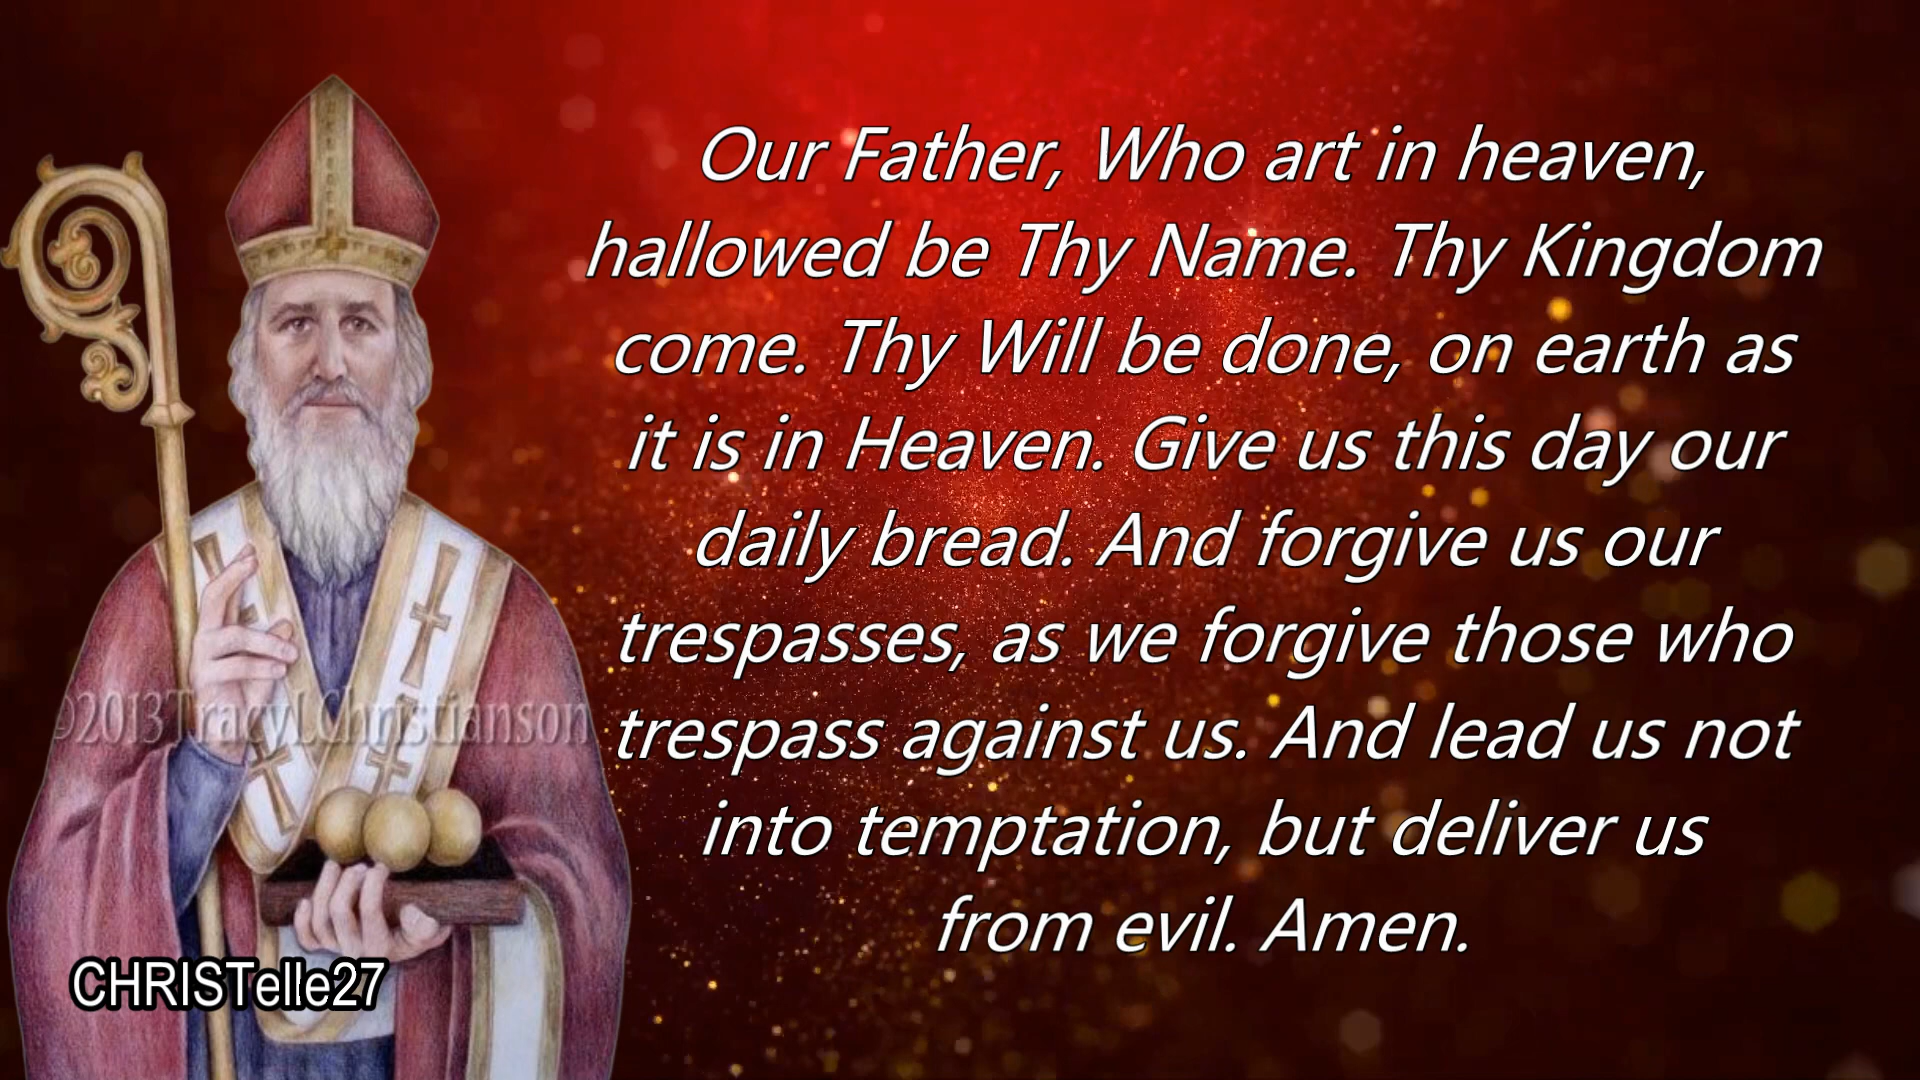 Our Father, Who art in heaven,
hallowed be Thy Name. Thy Kingdom
come. Thy Will be done, on earth as
it is in Heaven. Give us this day our
daily bread. And forgive us our
trespasses, as we forgive those who
trespass against us. And lead us not
into temptation, but deliver us
from evil. Amen.
©2013 TracyLChristianson
CHRISTelle27